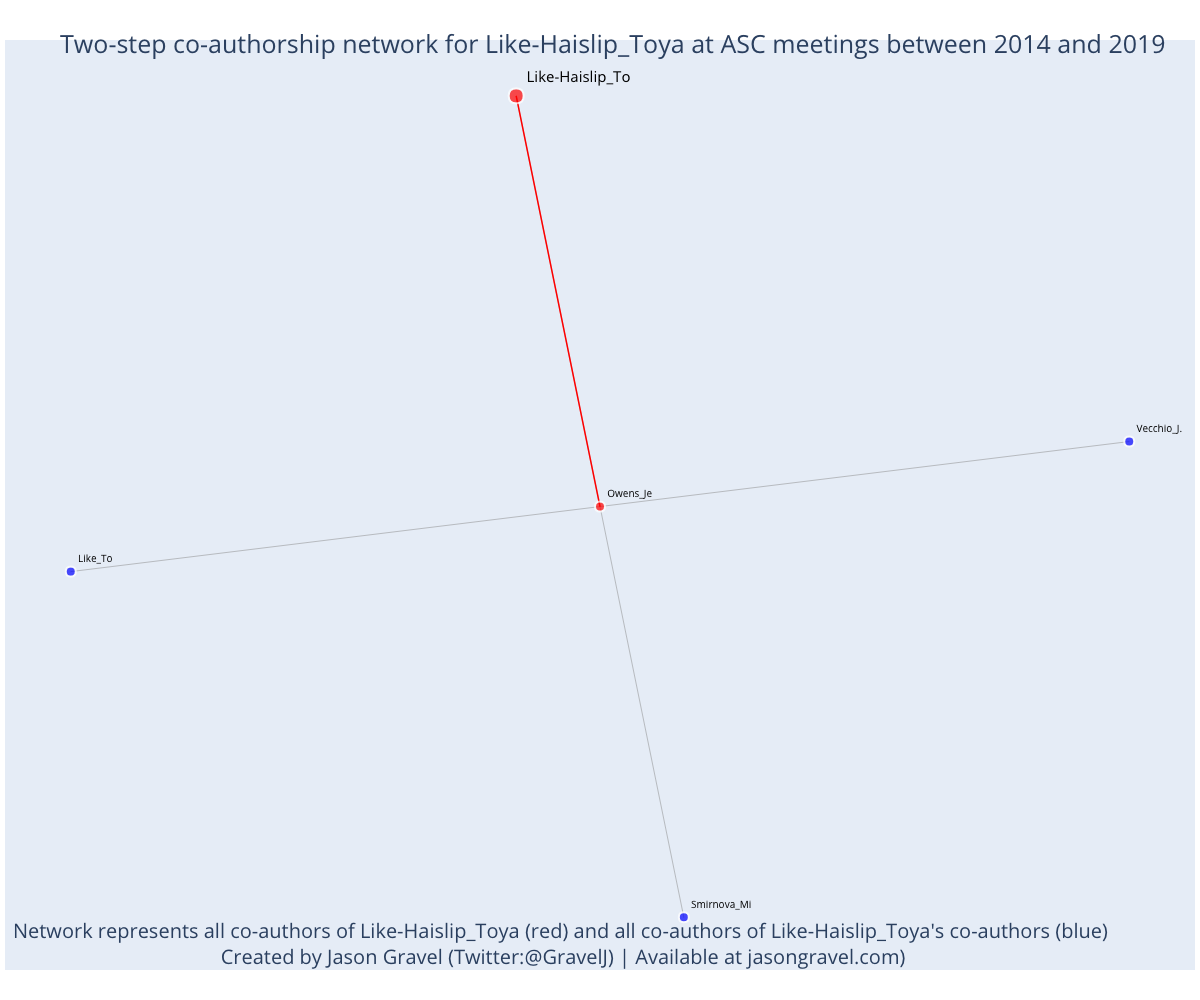 Two-step co-authorship network for Like-Haislip_Toya at ASC meetings between 2014 and 2019
Like-Haislip_To
Vecchio_J.
Owens_Je
Like_To
Smirnova_Mi
Network represents all co-authors of Like-Haislip_Toya (red) and all co-authors of Like-Haislip_Toya's co-authors (blue)
Created by Jason Gravel (Twitter:@GravelJ) | Available at jasongravel.com)